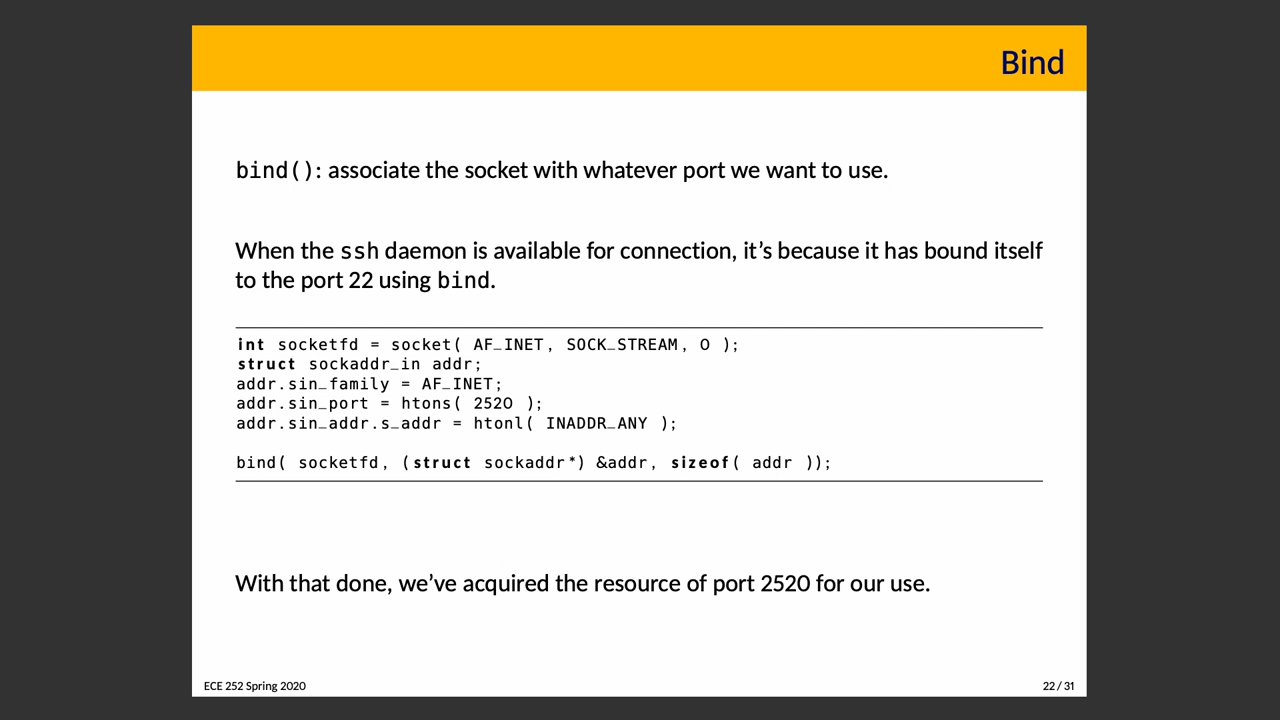 Bind
bind(): associate the socket with whatever port we want to use.
When the ssh daemon is available for connection, it's because it has bound itself
to the port 22 using bind.
int socketfd = socket( AF_INET, SOCK_STREAM, 0 );
struct sockaddr_in addr;
addr.sin_family = AF_INET;
addr.sin_port = htons( 2520 );
addr.sin_addr.s_addr = htonl( INADDR_ANY );
bind( socketfd, (struct sockaddr*) &addr, sizeof( addr ));
With that done, we've acquired the resource of port 2520 for our use.
ECE 252 Spring 2020
22 / 31